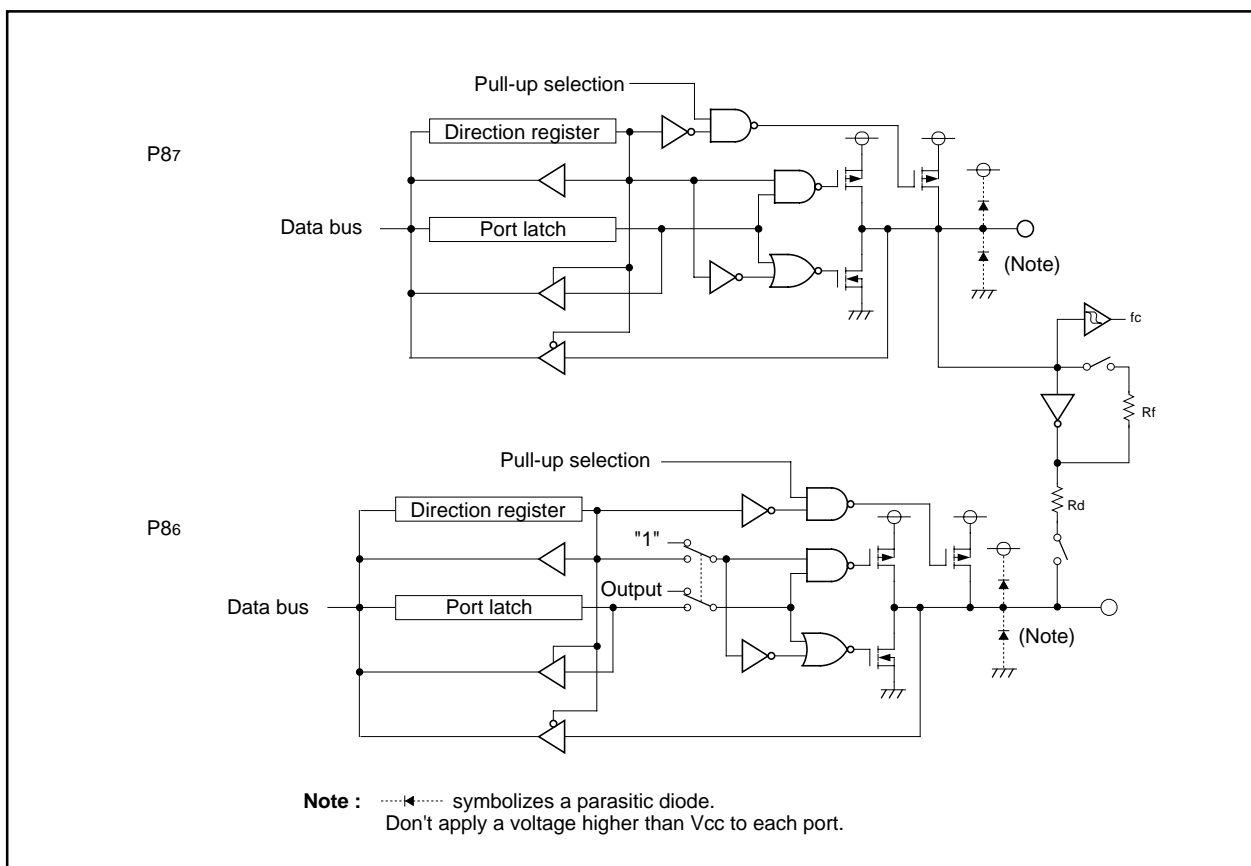 Pull-up selection
Direction register
P87
Data bus
Port latch
(Note)
fc
Rf
Pull-up selection
Direction register
Rd
P86
"1"
Output
Data bus
Port latch
(Note)
Note : symbolizes a parasitic diode.
Don't apply a voltage higher than Vcc to each port.